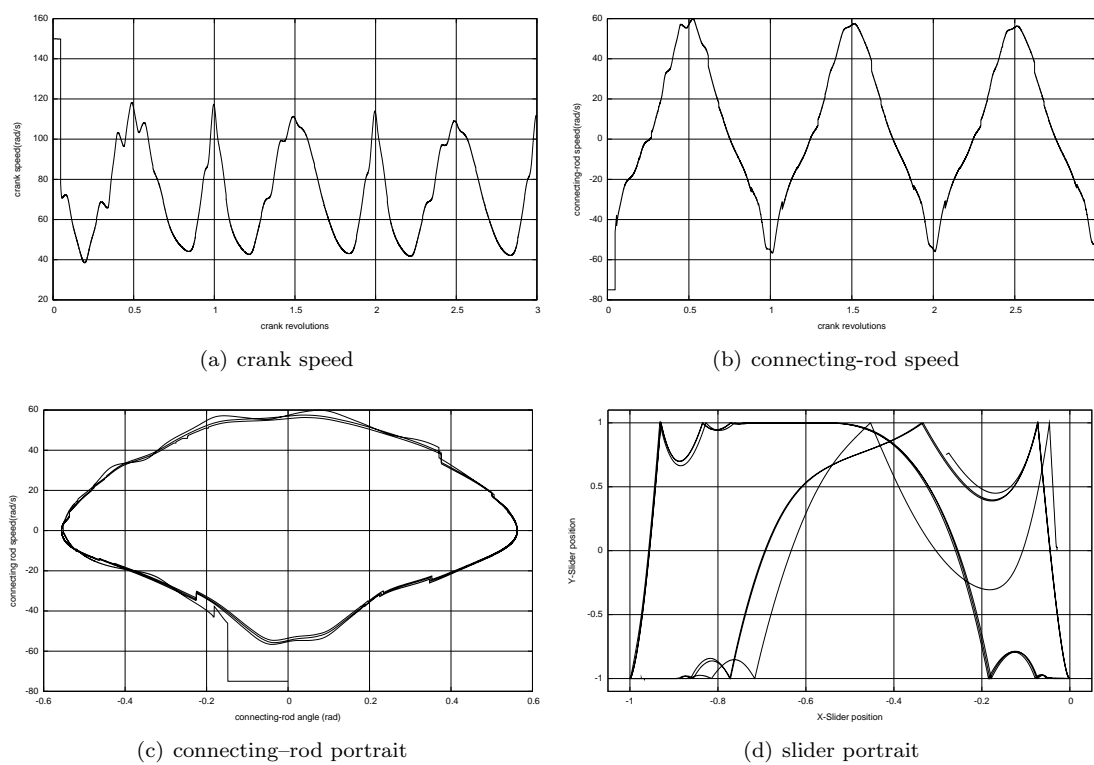 160
140
120
100
80
60
40
20
0 0.5 1 1.5 2 2.5 3
crank speed(rad/s)
crank revolutions
(a) crank speed
60
40
20
0
-20
-40
-60
-80
0 0.5 1 1.5 2 2.5
connecting-rod speed(rad/s)
crank revolutions
(b) connecting-rod speed
60
40
20
0
-20
-40
-60
-80
-0.6 -0.4 -0.2 0 0.2 0.4 0.6
connecting rod speed(rad/s)
connecting-rod angle (rad)
(c) connecting–rod portrait
1
0.5
0
-0.5
-1
-1 -0.8 -0.6 -0.4 -0.2 0
Y-Slider position
X-Slider position
(d) slider portrait